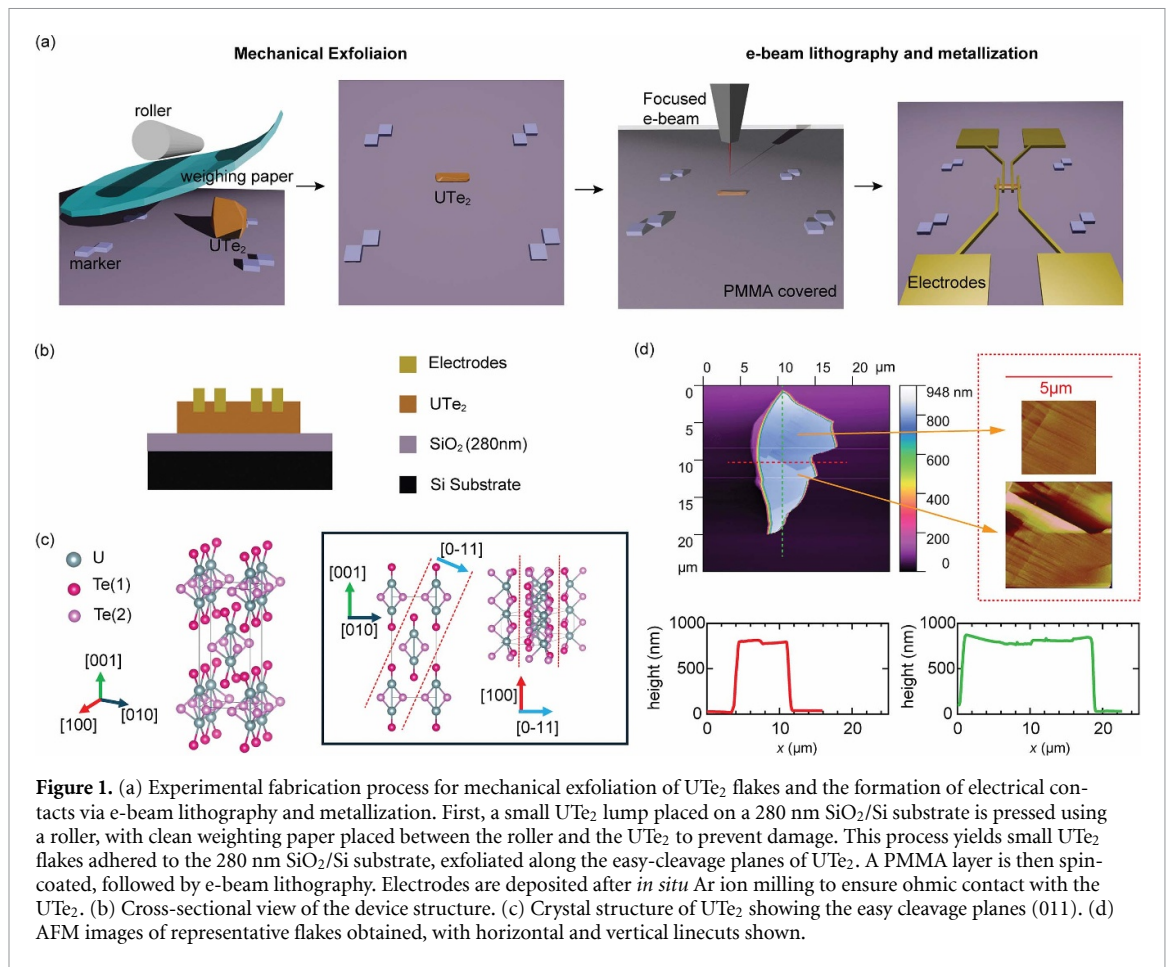 (a)
Mechanical Exfoliaion
e-beam lithography and metallization
roller
weighing paper
UTe₂
marker
UTe₂
Focused
e-beam
PMMA covered
Electrodes
(b)
Electrodes
UTe₂
SiO₂ (280nm)
Si Substrate
(c)
U
Te(1)
Te(2)
[001]
[100]
[010]
[001]
[010]
[0-11]
[100]
[0-11]
(d)
0 5 10 15 20 μm
0
5
10
15
20
μm
948 nm
800
600
400
200
0
5μm
1000
500
0
height (nm)
0 10 20
x (μm)
1000
500
0
height (nm)
0 10 20
x (μm)
Figure 1. (a) Experimental fabrication process for mechanical exfoliation of UTe₂ flakes and the formation of electrical con-
tacts via e-beam lithography and metallization. First, a small UTe₂ lump placed on a 280 nm SiO₂/Si substrate is pressed using
a roller, with clean weighting paper placed between the roller and the UTe₂ to prevent damage. This process yields small UTe₂
flakes adhered to the 280 nm SiO₂/Si substrate, exfoliated along the easy-cleavage planes of UTe₂. A PMMA layer is then spin-
coated, followed by e-beam lithography. Electrodes are deposited after in situ Ar ion milling to ensure ohmic contact with the
UTe₂. (b) Cross-sectional view of the device structure. (c) Crystal structure of UTe₂ showing the easy cleavage planes (011). (d)
AFM images of representative flakes obtained, with horizontal and vertical linecuts shown.